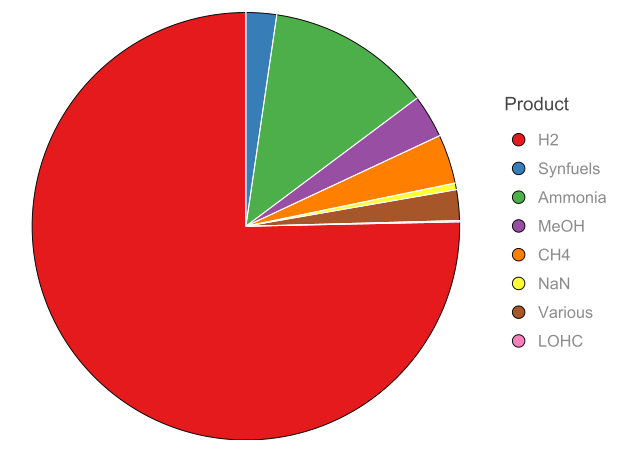 Product
H2
Synfuels
Ammonia
MeOH
CH4
NaN
Various
LOHC